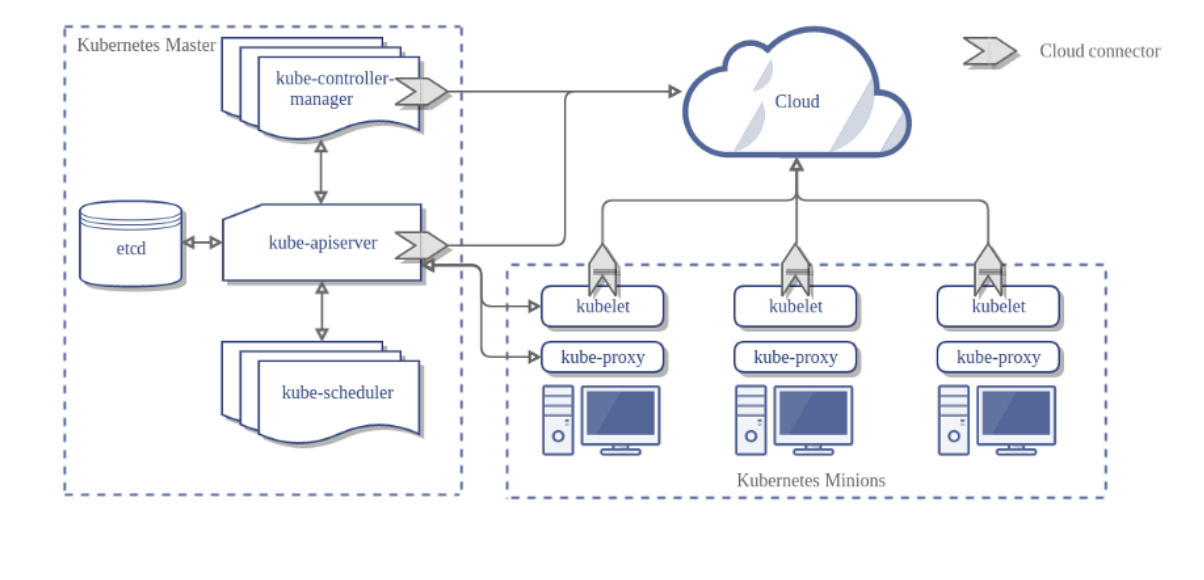 Kubernetes Master
kube-controller-
manager
Cloud
Cloud connector
etcd
kube-apiserver
kube-scheduler
kubelet
kubelet
kubelet
kube-proxy
kube-proxy
kube-proxy
Kubernetes Minions